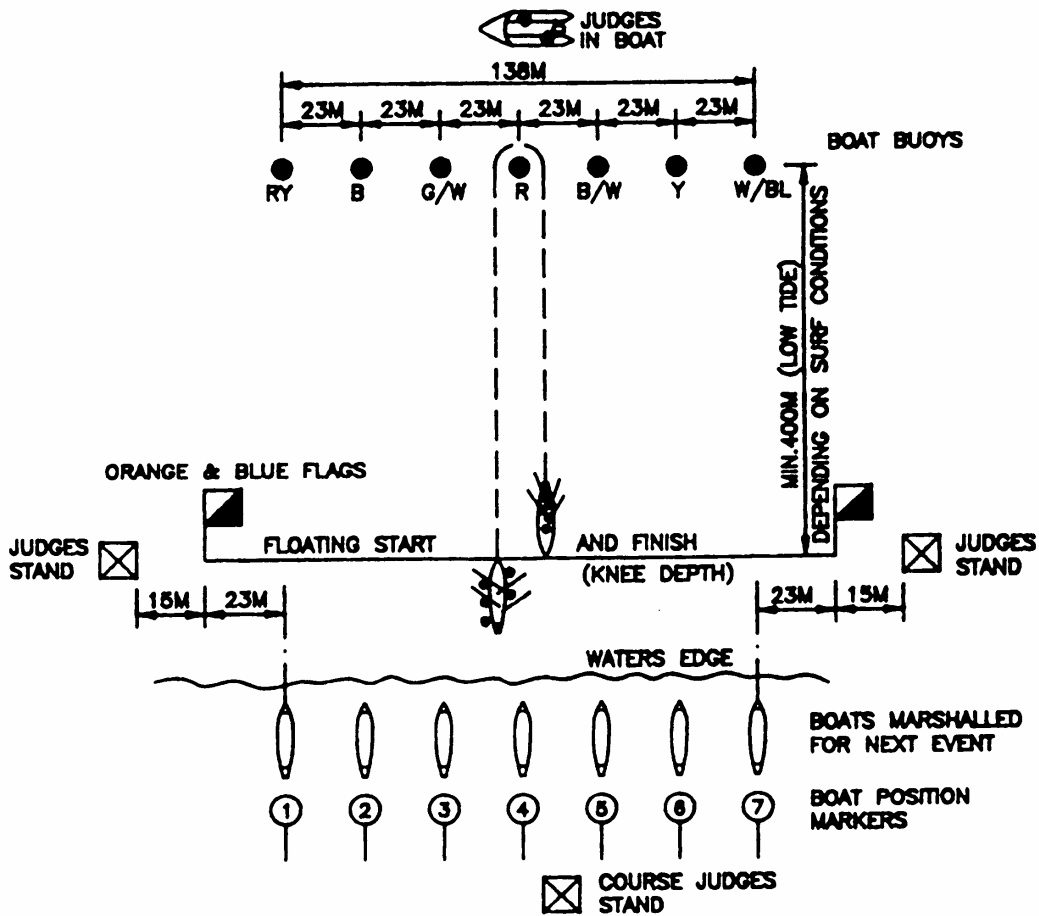 JUDGES
IN BOAT
138M
23M 23M 23M 23M 23M 23M
BOAT BUOYS
RY B G/W R B/W Y W/BL
MIN.400M (LOW TIDE)
DEPENDING ON SURF CONDITIONS
ORANGE & BLUE FLAGS
JUDGES
STAND
FLOATING START AND FINISH
(KNEE DEPTH)
JUDGES
STAND
15M 23M 23M 15M
WATERS EDGE
BOATS MARSHALLED
FOR NEXT EVENT
1 2 3 4 5 6 7
BOAT POSITION
MARKERS
COURSE JUDGES
STAND